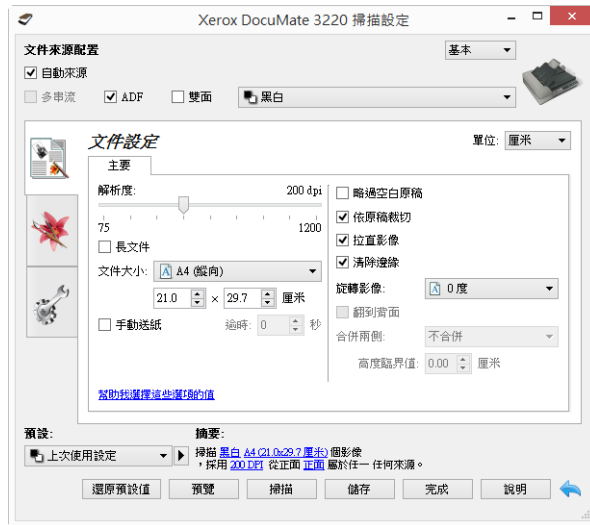 Xerox DocuMate 3220 掃描設定
文件來源配置
基本
自動來源
多串流 ADF 雙面 黑白
文件設定
單位: 厘米
主要
解析度: 200 dpi
75 1200
長文件
文件大小: A4 (縱向)
21.0 × 29.7 厘米
手動送紙 逾時: 0 秒
幫助我選擇這些選項的值
略過空白原稿
依原稿裁切
拉直影像
清除邊緣
旋轉影像: 0 度
翻到背面
合併兩側: 不合併
高度臨界值: 0.00 厘米
預設:
上次使用設定
摘要:
掃描 黑白 A4 (21.0x29.7 厘米) 個影像
，採用 200 DPI 從正面 正面 屬於任一 任何來源。
還原預設值 預覽 掃描 儲存 完成 說明